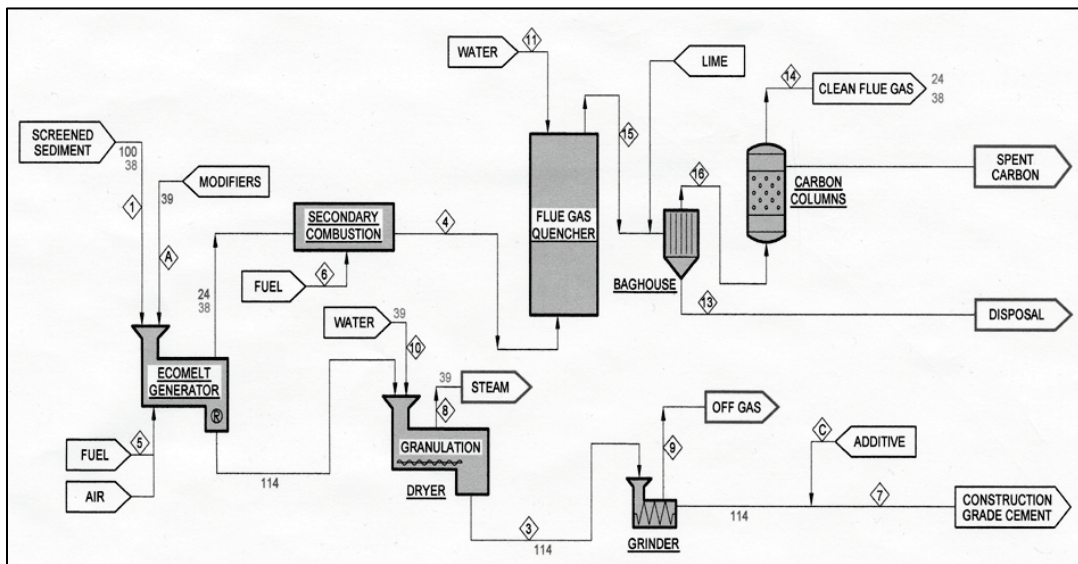 WATER
11
LIME
14
CLEAN FLUE GAS
24
38
SCREENED
SEDIMENT
100
38
MODIFIERS
39
1
A
SECONDARY
COMBUSTION
4
FUEL
6
FLUE GAS
QUENCHER
15
16
CARBON
COLUMNS
SPENT
CARBON
BAGHOUSE
13
DISPOSAL
24
38
WATER
39
10
ECOMELT
GENERATOR
®
STEAM
39
8
OFF GAS
9
GRANULATION
DRYER
C
ADDITIVE
FUEL
5
AIR
114
3
114
GRINDER
114
7
CONSTRUCTION
GRADE CEMENT